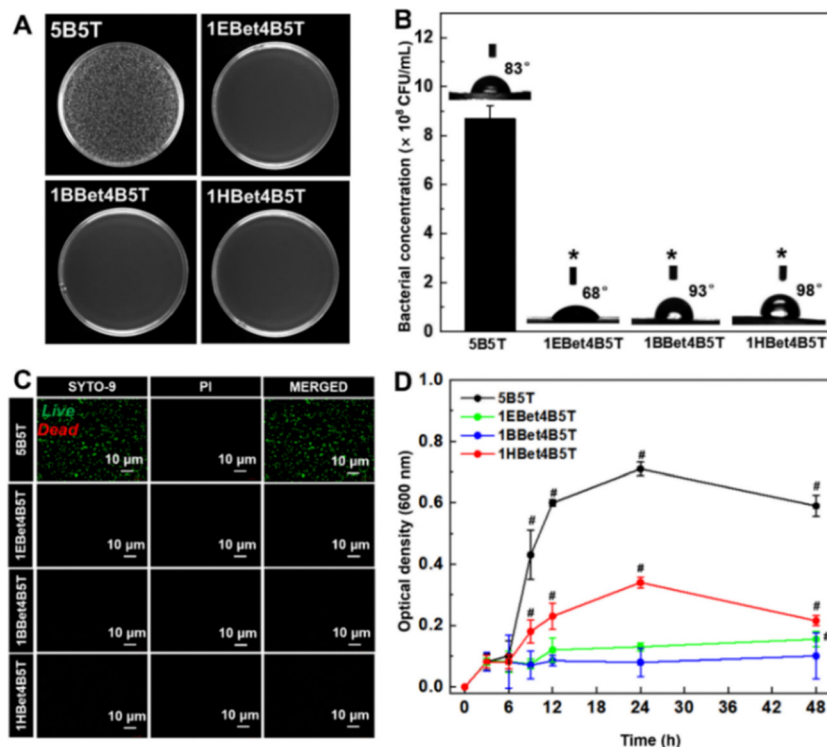 A
5B5T
1EBet4B5T
1BBet4B5T
1HBet4B5T
B
Bacterial concentration (× 10⁸ CFU/mL)
12
10
8
6
4
2
0
83°
*
68°
*
93°
*
98°
5B5T
1EBet4B5T
1BBet4B5T
1HBet4B5T
C
SYTO-9
PI
MERGED
5B5T
Live
Dead
10 μm
10 μm
10 μm
1EBet4B5T
10 μm
10 μm
10 μm
1BBet4B5T
10 μm
10 μm
10 μm
1HBet4B5T
10 μm
10 μm
10 μm
D
Optical density (600 nm)
1.0
0.8
0.6
0.4
0.2
0.0
5B5T
1EBet4B5T
1BBet4B5T
1HBet4B5T
#
#
#
#
#
#
#
#
#
0
6
12
18
24
30
36
42
48
Time (h)